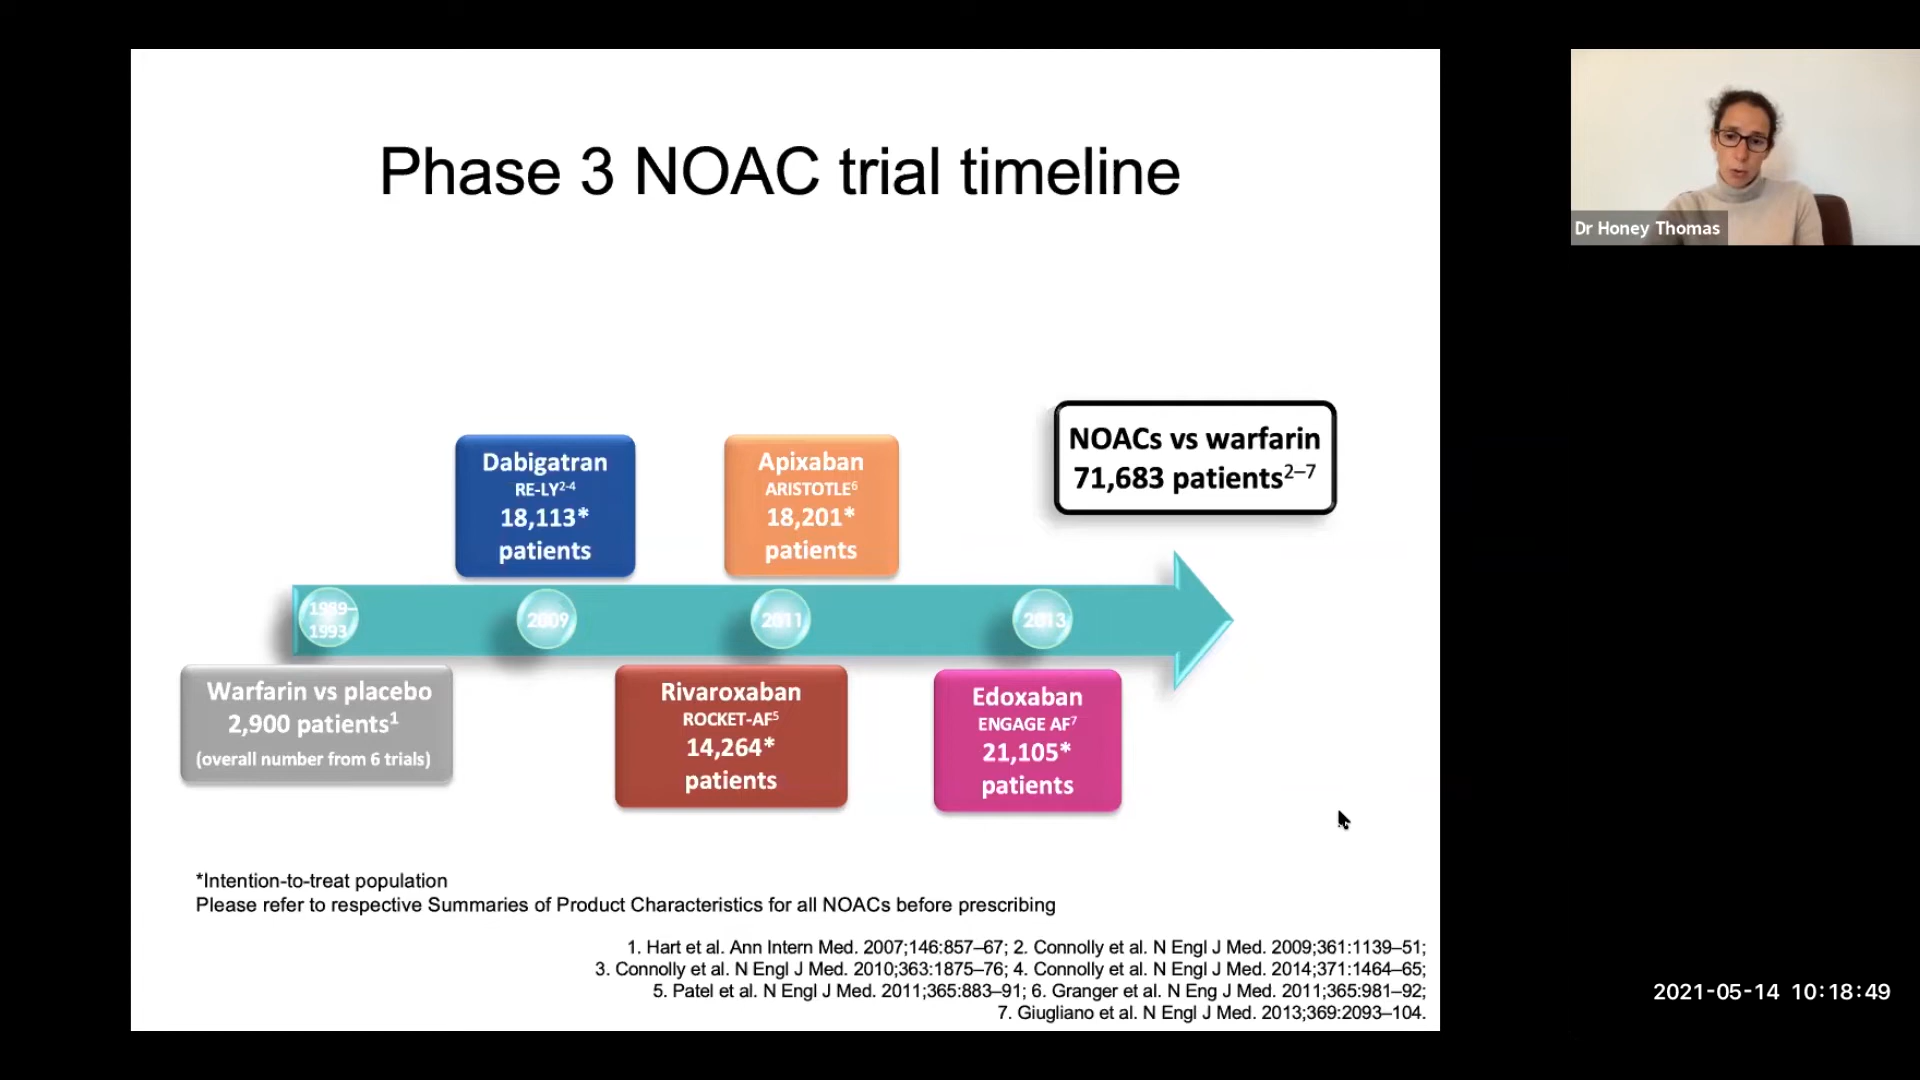 Phase 3 NOAC trial timeline
Dr Honey Thomas
NOACs vs warfarin
71,683 patients2–7
Dabigatran
RE-LY2-4
18,113*
patients
Apixaban
ARISTOTLE6
18,201*
patients
1989–
1993
2009
2011
2013
Warfarin vs placebo
2,900 patients1
(overall number from 6 trials)
Rivaroxaban
ROCKET-AF5
14,264*
patients
Edoxaban
ENGAGE AF7
21,105*
patients
*Intention-to-treat population
Please refer to respective Summaries of Product Characteristics for all NOACs before prescribing
1. Hart et al. Ann Intern Med. 2007;146:857–67; 2. Connolly et al. N Engl J Med. 2009;361:1139–51;
3. Connolly et al. N Engl J Med. 2010;363:1875–76; 4. Connolly et al. N Engl J Med. 2014;371:1464–65;
5. Patel et al. N Engl J Med. 2011;365:883–91; 6. Granger et al. N Eng J Med. 2011;365:981–92;
7. Giugliano et al. N Engl J Med. 2013;369:2093–104.
2021-05-14 10:18:49